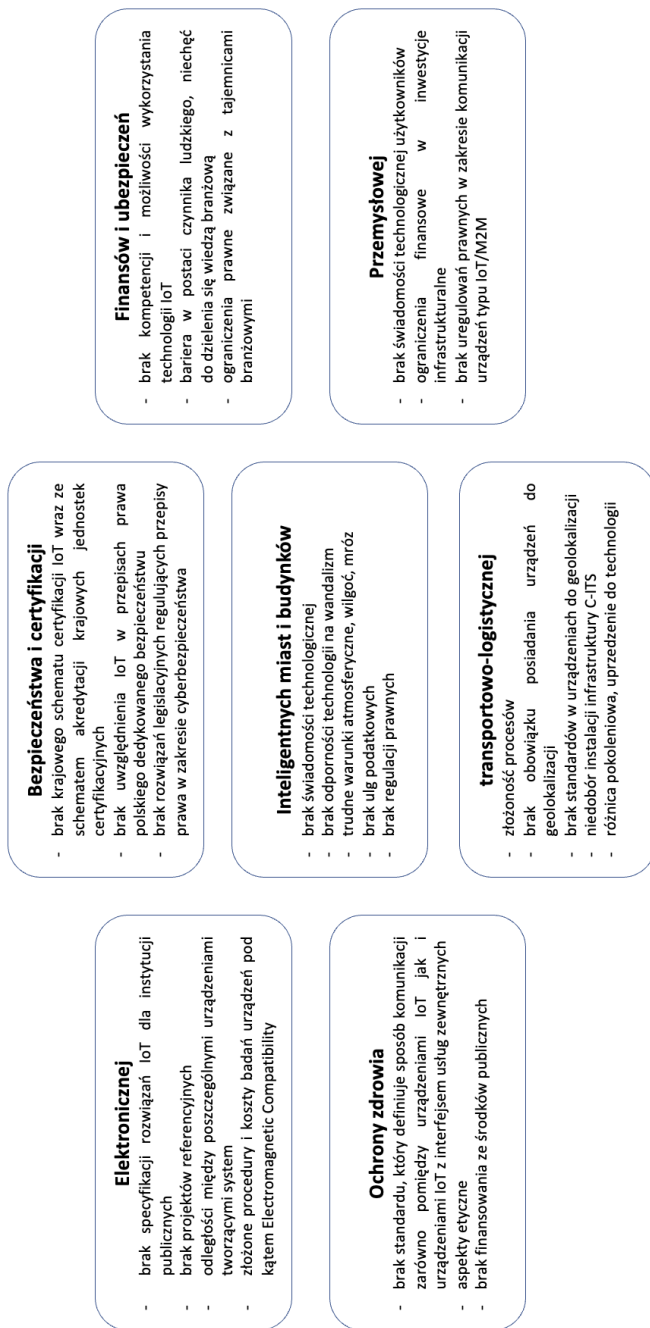 Elektronicznej
- brak specyfikacji rozwiązań IoT dla instytucji
publicznych
- brak projektów referencyjnych
- odległości między poszczególnymi urządzeniami
tworzącymi system
- złożone procedury i koszty badań urządzeń pod
kątem Electromagnetic Compatibility
Ochrony zdrowia
- brak standardu, który definiuje sposób komunikacji
zarówno pomiędzy urządzeniami IoT jak i
urządzeniami IoT z interfejsem usług zewnętrznych
- aspekty etyczne
- brak finansowania ze środków publicznych
Bezpieczeństwa i certyfikacji
- brak krajowego schematu certyfikacji IoT wraz ze
schematem akredytacji krajowych jednostek
certyfikacyjnych
- brak uwzględnienia IoT w przepisach prawa
polskiego dedykowanego bezpieczeństwu
- brak rozwiązań legislacyjnych regulujących przepisy
prawa w zakresie cyberbezpieczeństwa
Inteligentnych miast i budynków
- brak świadomości technologicznej
- brak odporności technologii na wandalizm
- trudne warunki atmosferyczne, wilgoć, mróz
- brak ulg podatkowych
- brak regulacji prawnych
transportowo-logistycznej
- złożoność procesów
- brak obowiązku posiadania urządzeń do
geolokalizacji
- brak standardów w urządzeniach do geolokalizacji
- niedobór instalacji infrastruktury C-ITS
- różnica pokoleniowa, uprzedzenie do technologii
Finansów i ubezpieczeń
- brak kompetencji i możliwości wykorzystania
technologii IoT
- bariera w postaci czynnika ludzkiego, niechęć
do dzielenia się wiedzą branżową
- ograniczenia prawne związane z tajemnicami
branżowymi
Przemysłowej
- brak świadomości technologicznej użytkowników
- ograniczenia finansowe w inwestycje
infrastrukturalne
- brak uregulowań prawnych w zakresie komunikacji
urządzeń typu IoT/M2M